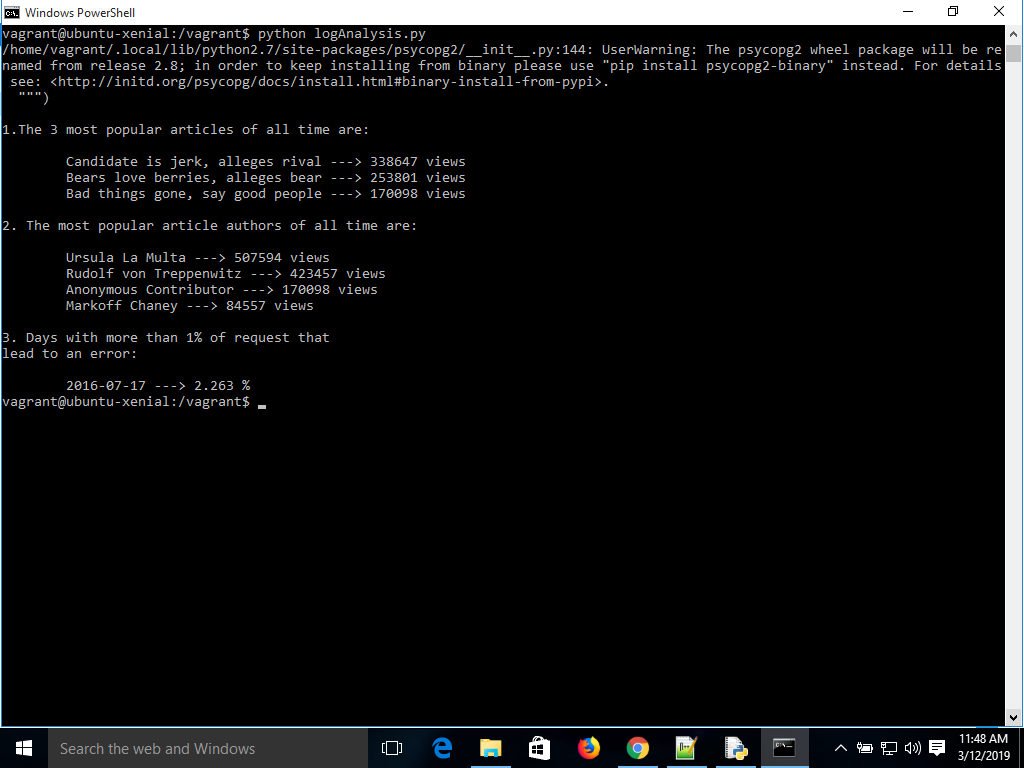 Windows PowerShell
vagrant@ubuntu-xenial:/vagrant$ python logAnalysis.py
/home/vagrant/.local/lib/python2.7/site-packages/psycopg2/__init__.py:144: UserWarning: The psycopg2 wheel package will be re
named from release 2.8; in order to keep installing from binary please use "pip install psycopg2-binary" instead. For details
 see: <http://initd.org/psycopg/docs/install.html#binary-install-from-pypi>.
  """)
1.The 3 most popular articles of all time are:
Candidate is jerk, alleges rival ---> 338647 views
Bears love berries, alleges bear ---> 253801 views
Bad things gone, say good people ---> 170098 views
2. The most popular article authors of all time are:
Ursula La Multa ---> 507594 views
Rudolf von Treppenwitz ---> 423457 views
Anonymous Contributor ---> 170098 views
Markoff Chaney ---> 84557 views
3. Days with more than 1% of request that
lead to an error:
2016-07-17 ---> 2.263 %
vagrant@ubuntu-xenial:/vagrant$
Search the web and Windows
11:48 AM
3/12/2019